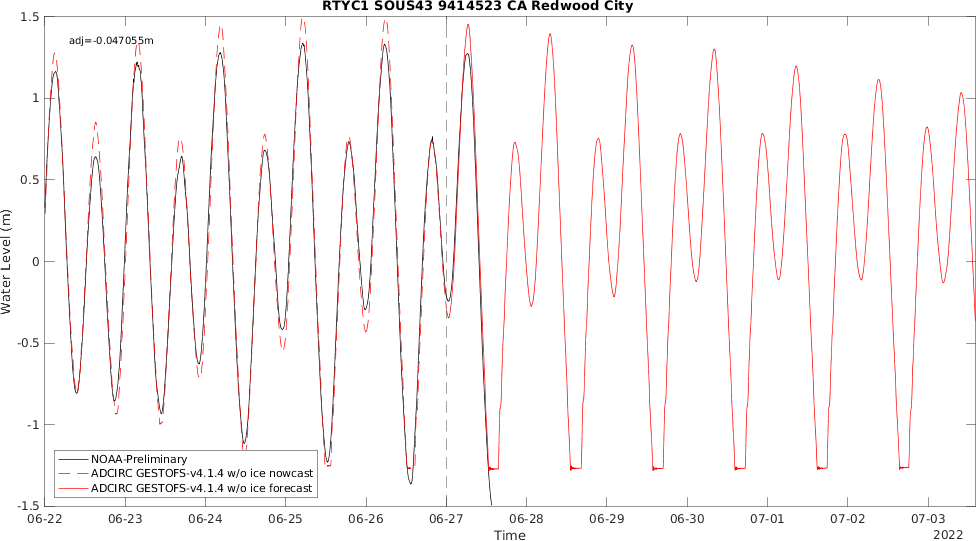 RTYC1 SOUS43 9414523 CA Redwood City
adj=-0.047055m
1.5
1
0.5
0
-0.5
-1
-1.5
Water Level (m)
NOAA-Preliminary
ADCIRC GESTOFS-v4.1.4 w/o ice nowcast
ADCIRC GESTOFS-v4.1.4 w/o ice forecast
06-22 06-23 06-24 06-25 06-26 06-27 06-28 06-29 06-30 07-01 07-02 07-03
Time
2022